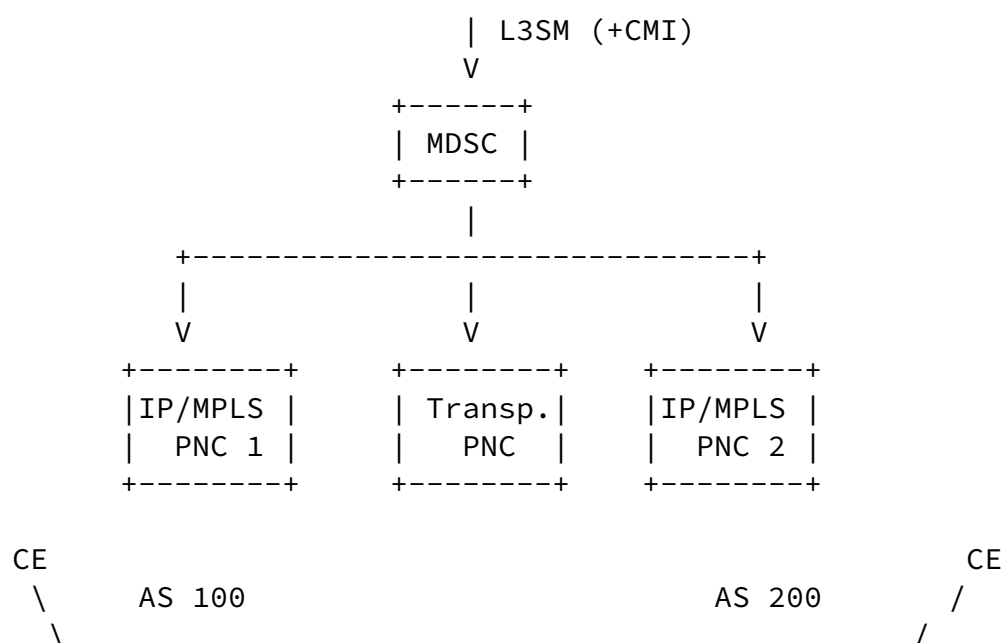 | L3SM (+CMI)
V
+------+
| MDSC |
+------+
|
+-------------------------------+
| | |
V V V
+--------+ +--------+ +--------+
|IP/MPLS | | Transp.| |IP/MPLS |
| PNC 1 | | PNC | | PNC 2 |
+--------+ +--------+ +--------+
CE CE
\ AS 100 AS 200 /
\ /